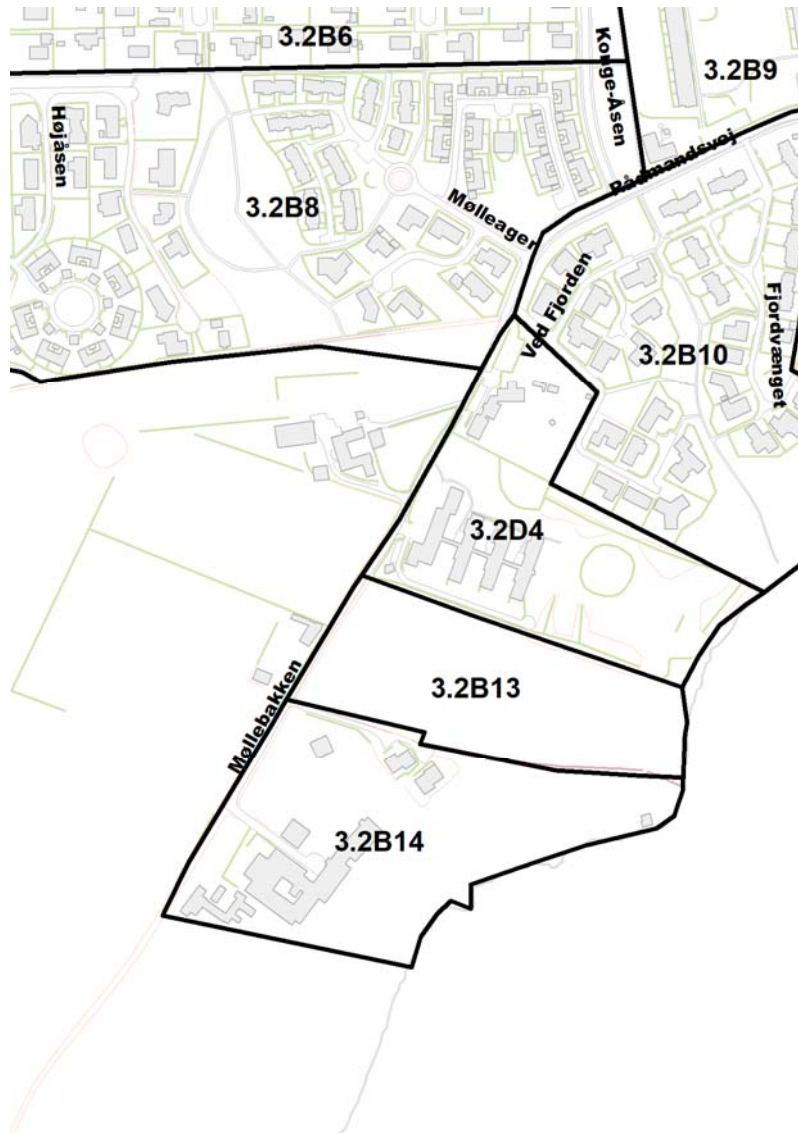 3.2B6
3.2B9
Konge-Åsen
Højåsen
Rådmandsvej
3.2B8
Mølleager
Ved Fjorden
Fjordvænget
3.2B10
3.2D4
3.2B13
Møllebakken
3.2B14